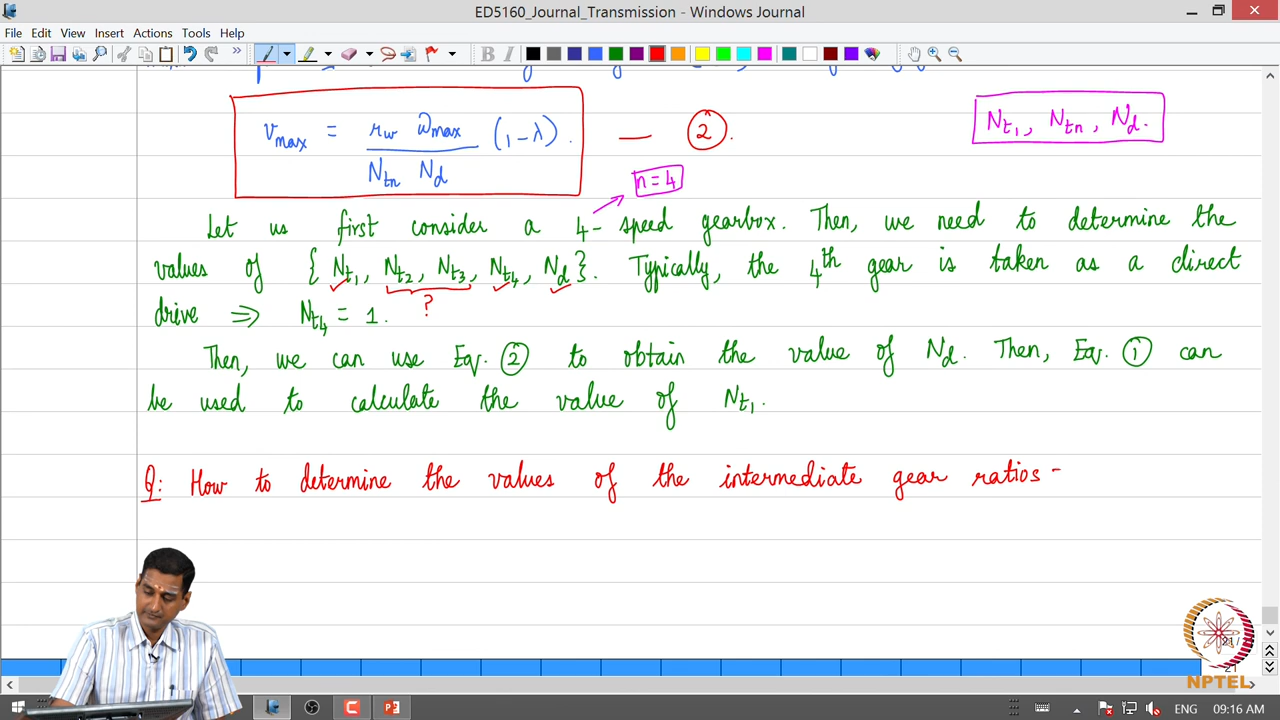 ED5160_Journal_Transmission - Windows Journal
File Edit View Insert Actions Tools Help
v_max = r_w ω_max / (N_tn N_d) (1-λ). — ②.
N_t1, N_tn, N_d.
n=4
Let us first consider a 4-speed gearbox. Then, we need to determine the
values of {N_t1, N_t2, N_t3, N_t4, N_d}. Typically, the 4th gear is taken as a direct
drive ⇒ N_t4 = 1. ?
Then, we can use Eq. ② to obtain the value of N_d. Then, Eq. ① can
be used to calculate the value of N_t1.
Q: How to determine the values of the intermediate gear ratios -
21/
21
NPTEL
ENG 09:16 AM